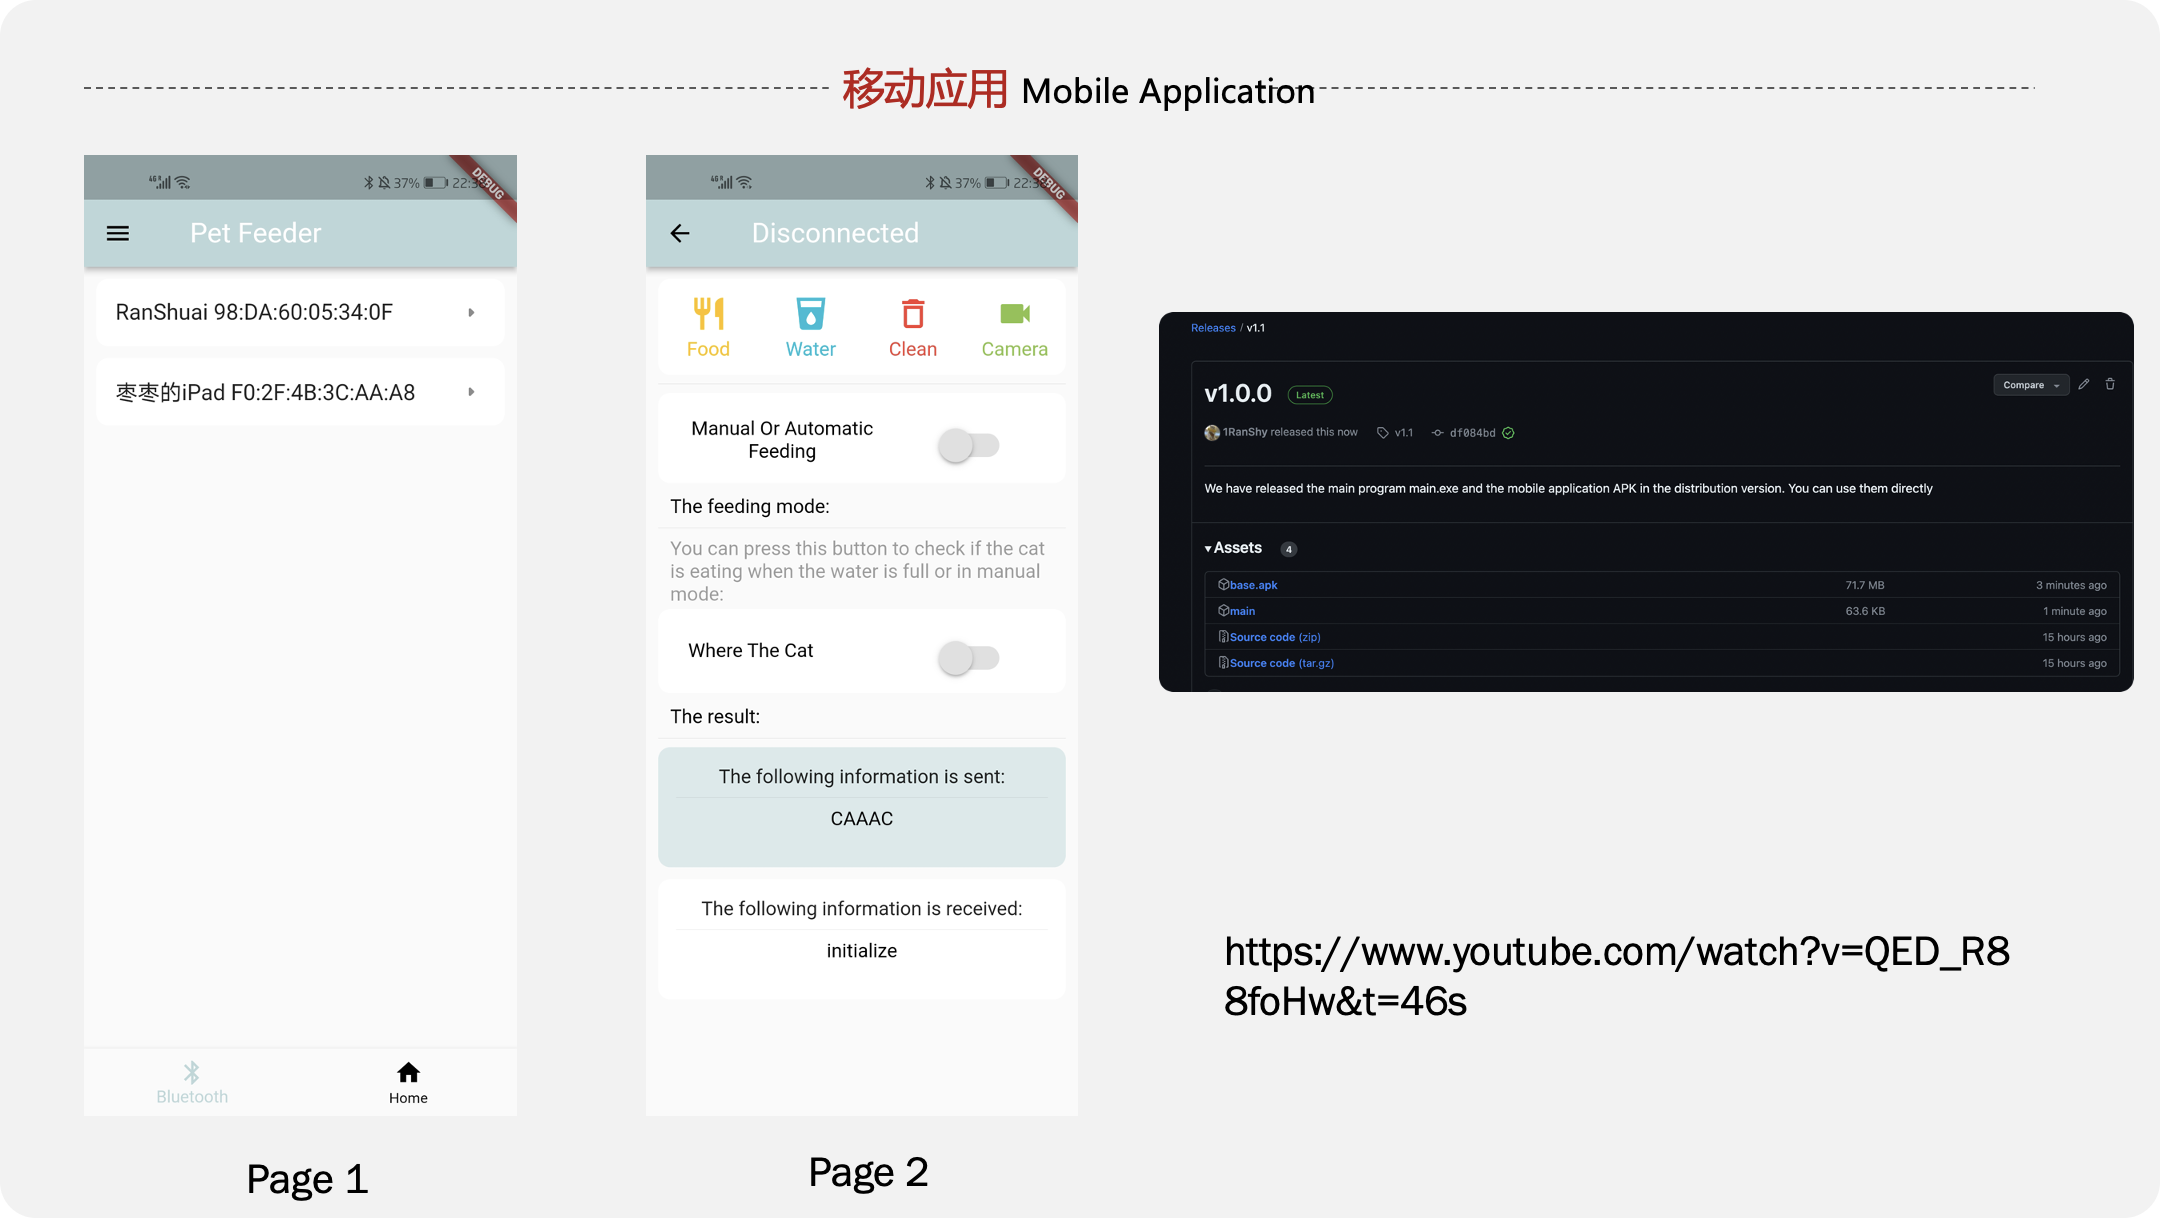 移动应用 Mobile Application
37% 22:3
DEBUG
Pet Feeder
RanShuai 98:DA:60:05:34:0F
枣枣的iPad F0:2F:4B:3C:AA:A8
Bluetooth
Home
Page 1
37% 22:3
DEBUG
Disconnected
Food Water Clean Camera
Manual Or Automatic
Feeding
The feeding mode:
You can press this button to check if the cat
is eating when the water is full or in manual
mode:
Where The Cat
The result:
The following information is sent:
CAAAC
The following information is received:
initialize
Page 2
Releases / v1.1
v1.0.0 Latest
Compare
1RanShy released this now v1.1 df084bd
We have released the main program main.exe and the mobile application APK in the distribution version. You can use them directly
Assets 4
base.apk 71.7 MB 3 minutes ago
main 63.6 KB 1 minute ago
Source code (zip) 15 hours ago
Source code (tar.gz) 15 hours ago
https://www.youtube.com/watch?v=QED_R8
8foHw&t=46s